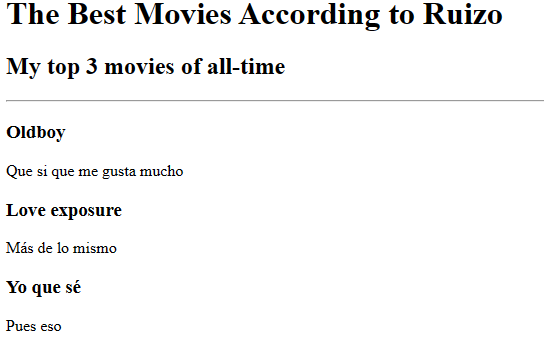 The Best Movies According to Ruizo
My top 3 movies of all-time
Oldboy
Que si que me gusta mucho
Love exposure
Más de lo mismo
Yo que sé
Pues eso